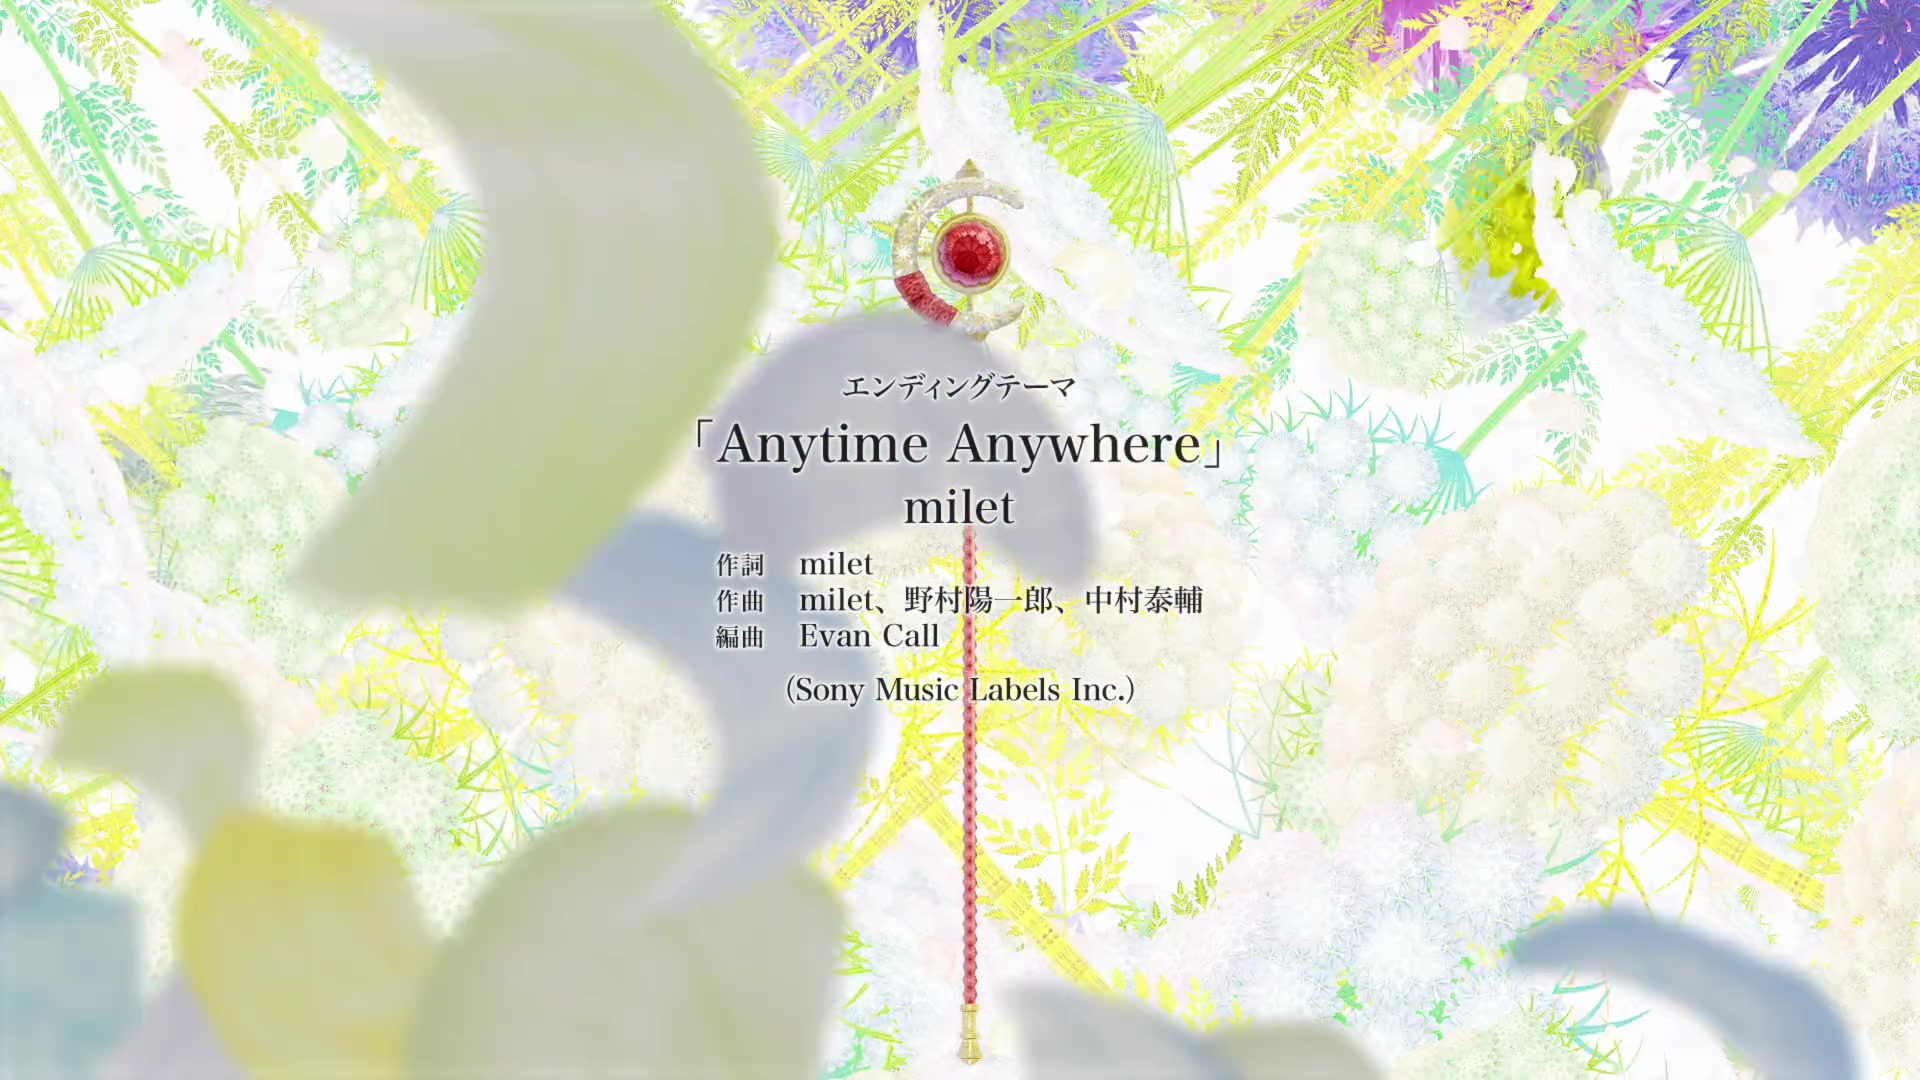 エンディングテーマ
「Anytime Anywhere」
milet
作詞 milet
作曲 milet、野村陽一郎、中村泰輔
編曲 Evan Call
(Sony Music Labels Inc.)